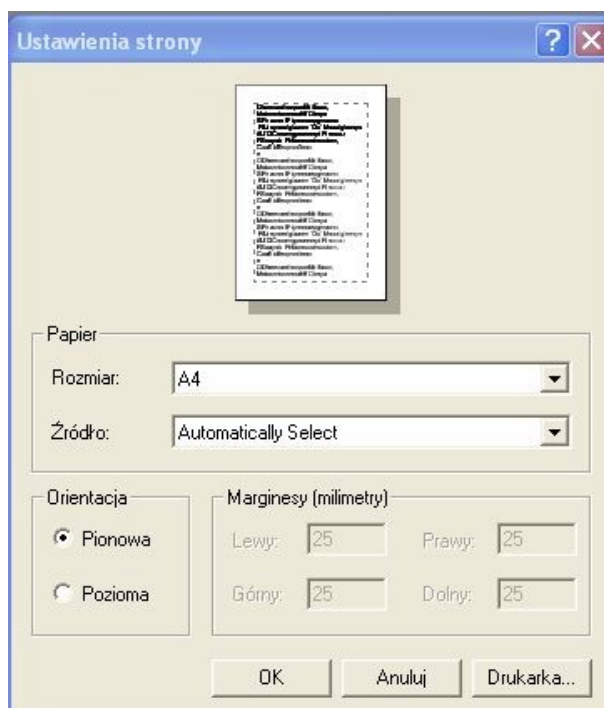 Ustawienia strony
Papier
Rozmiar: A4
Źródło: Automatically Select
Orientacja
Pionowa
Pozioma
Marginesy (milimetry)
Lewy: 25 Prawy: 25
Górny: 25 Dolny: 25
OK Anuluj Drukarka...